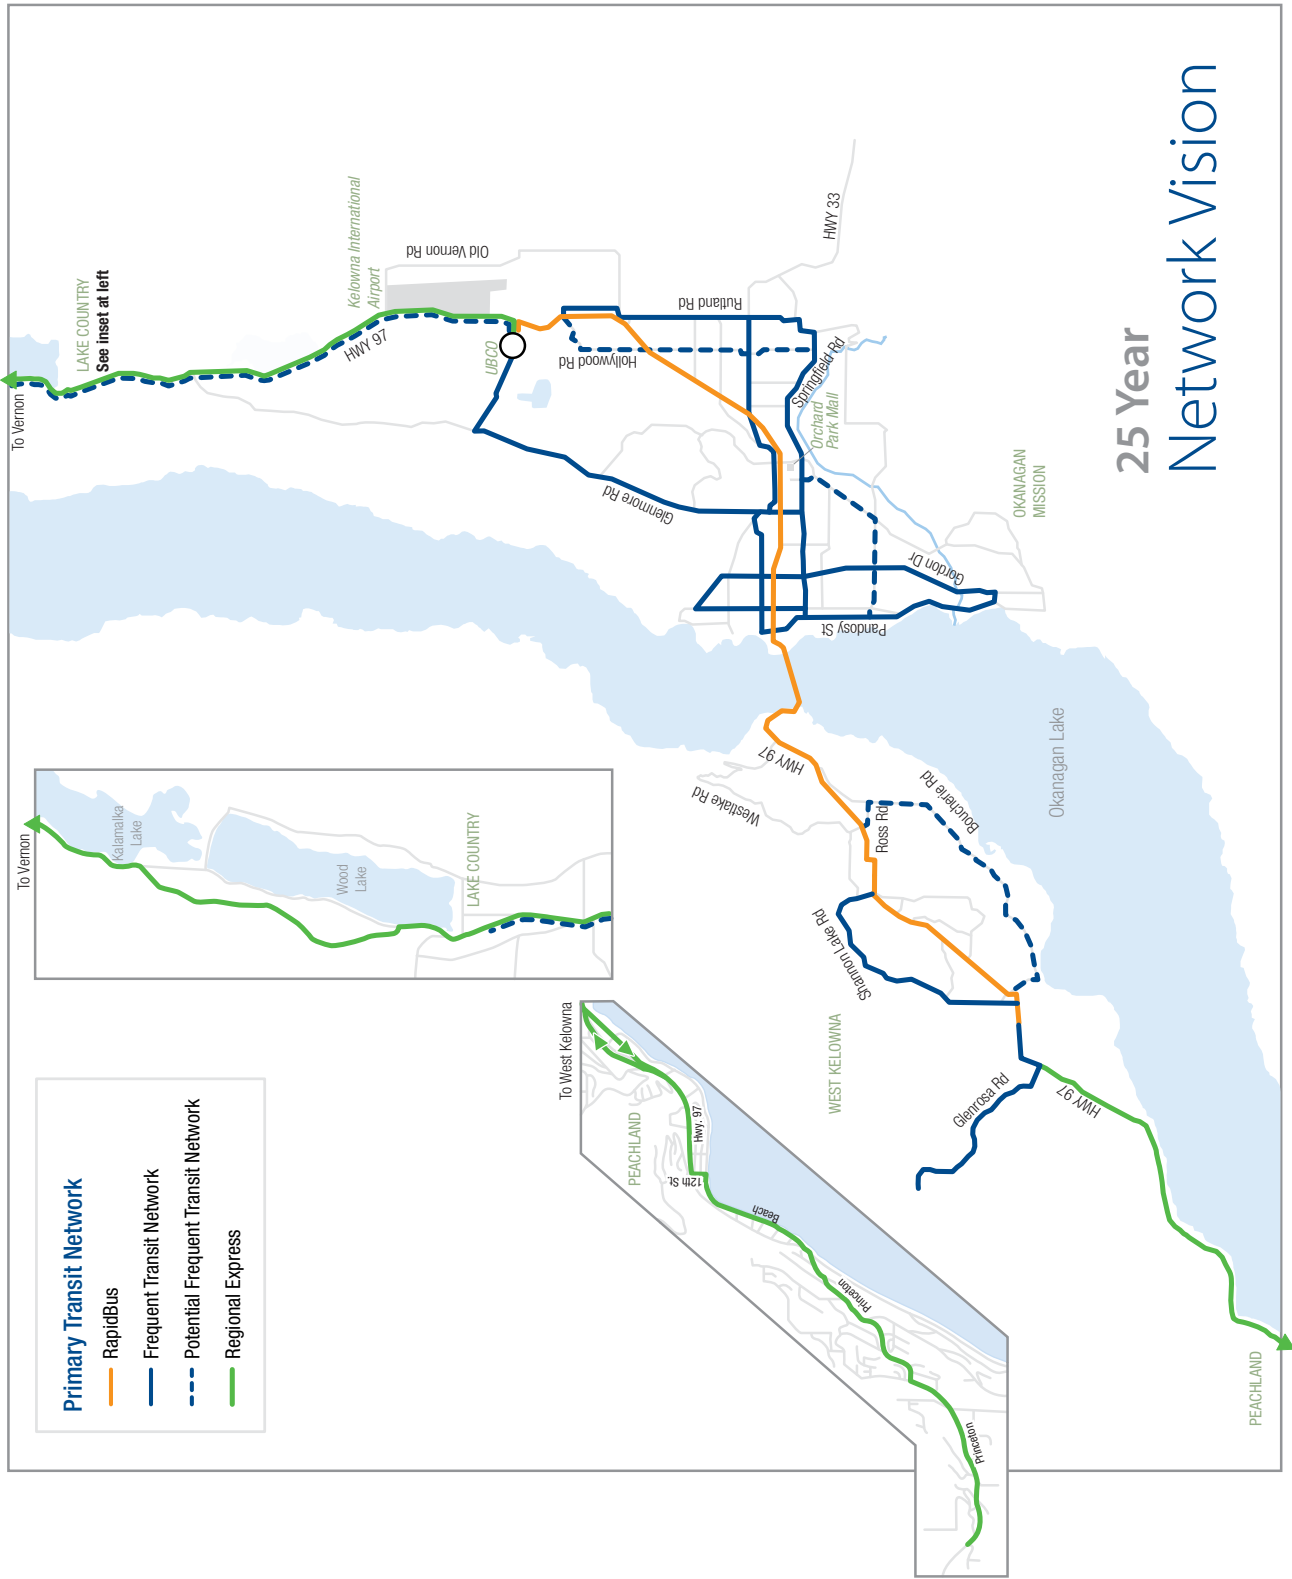 25 Year
Network Vision
Primary Transit Network
RapidBus
Frequent Transit Network
Potential Frequent Transit Network
Regional Express
To Vernon
Kalamalka
Lake
Wood
Lake
LAKE COUNTRY
To Vernon
LAKE COUNTRY
See inset at left
HWY 97
Kelowna International
Airport
Old Vernon Rd
UBCO
Hollywood Rd
Rutland Rd
HWY 33
Glenmore Rd
Springfield Rd
Orchard
Park Mall
OKANAGAN
MISSION
Gordon Dr
Pandosy St
HWY 97
Westlake Rd
Ross Rd
Boucherie Rd
Okanagan Lake
Shannon Lake Rd
WEST KELOWNA
Glenrosa Rd
HWY 97
PEACHLAND
To West Kelowna
PEACHLAND
Hwy. 97
12th St.
Beach
Princeton
Princeton